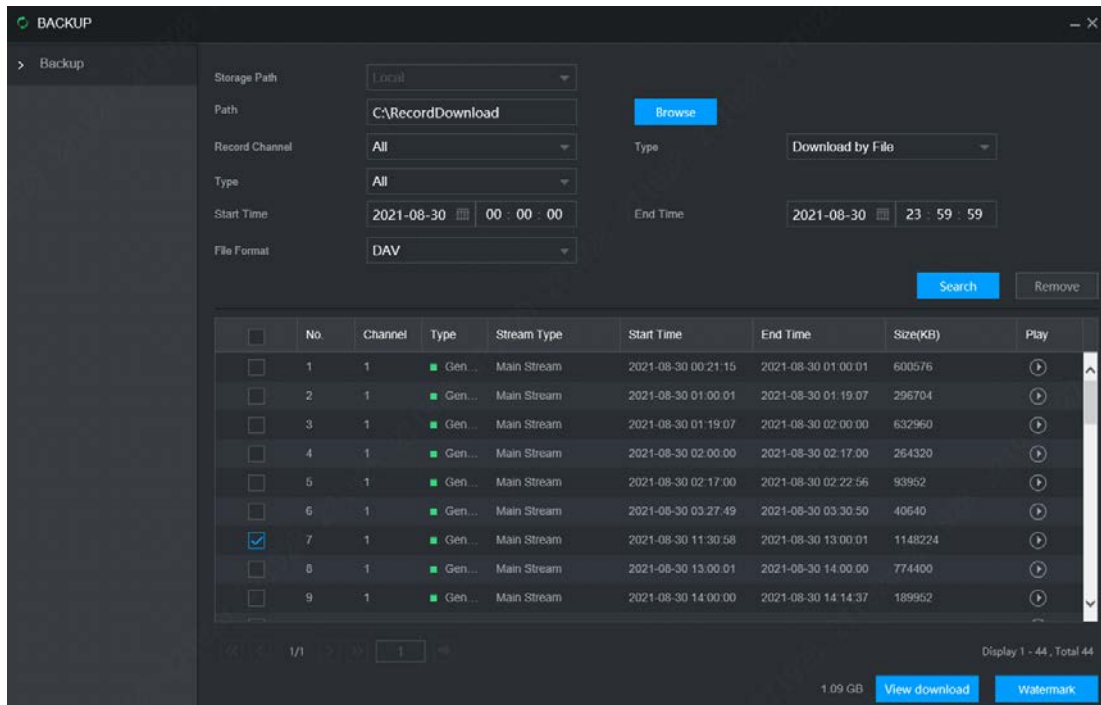 BACKUP
Backup
Storage Path Local
Path C:\RecordDownload Browse
Record Channel All Type Download by File
Type All
Start Time 2021-08-30 00 : 00 : 00 End Time 2021-08-30 23 : 59 : 59
File Format DAV
Search Remove
No. Channel Type Stream Type Start Time End Time Size(KB) Play
1 1 Gen... Main Stream 2021-08-30 00:21:15 2021-08-30 01:00:01 600576
2 1 Gen... Main Stream 2021-08-30 01:00:01 2021-08-30 01:19:07 296704
3 1 Gen... Main Stream 2021-08-30 01:19:07 2021-08-30 02:00:00 632960
4 1 Gen... Main Stream 2021-08-30 02:00:00 2021-08-30 02:17:00 264320
5 1 Gen... Main Stream 2021-08-30 02:17:00 2021-08-30 02:22:56 93952
6 1 Gen... Main Stream 2021-08-30 03:27:49 2021-08-30 03:30:50 40640
7 1 Gen... Main Stream 2021-08-30 11:30:58 2021-08-30 13:00:01 1148224
8 1 Gen... Main Stream 2021-08-30 13:00:01 2021-08-30 14:00:00 774400
9 1 Gen... Main Stream 2021-08-30 14:00:00 2021-08-30 14:14:37 189952
1/1 1 Display 1 - 44 , Total 44
1.09 GB View download Watermark